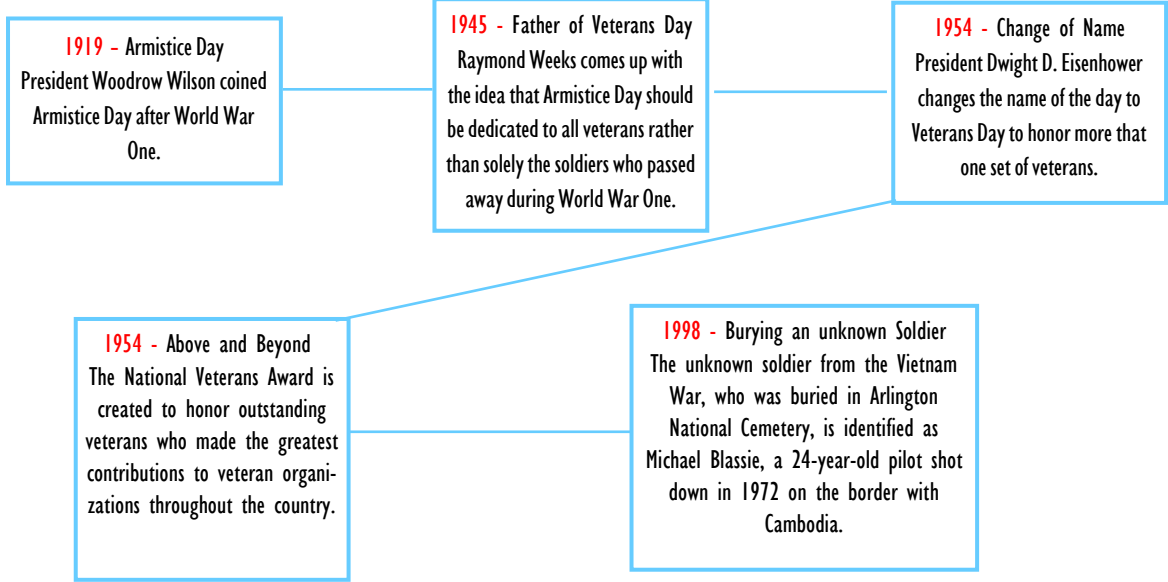 1919 - Armistice Day
President Woodrow Wilson coined
Armistice Day after World War
One.
1945 - Father of Veterans Day
Raymond Weeks comes up with
the idea that Armistice Day should
be dedicated to all veterans rather
than solely the soldiers who passed
away during World War One.
1954 - Change of Name
President Dwight D. Eisenhower
changes the name of the day to
Veterans Day to honor more that
one set of veterans.
1954 - Above and Beyond
The National Veterans Award is
created to honor outstanding
veterans who made the greatest
contributions to veteran organi-
zations throughout the country.
1998 - Burying an unknown Soldier
The unknown soldier from the Vietnam
War, who was buried in Arlington
National Cemetery, is identified as
Michael Blassie, a 24-year-old pilot shot
down in 1972 on the border with
Cambodia.